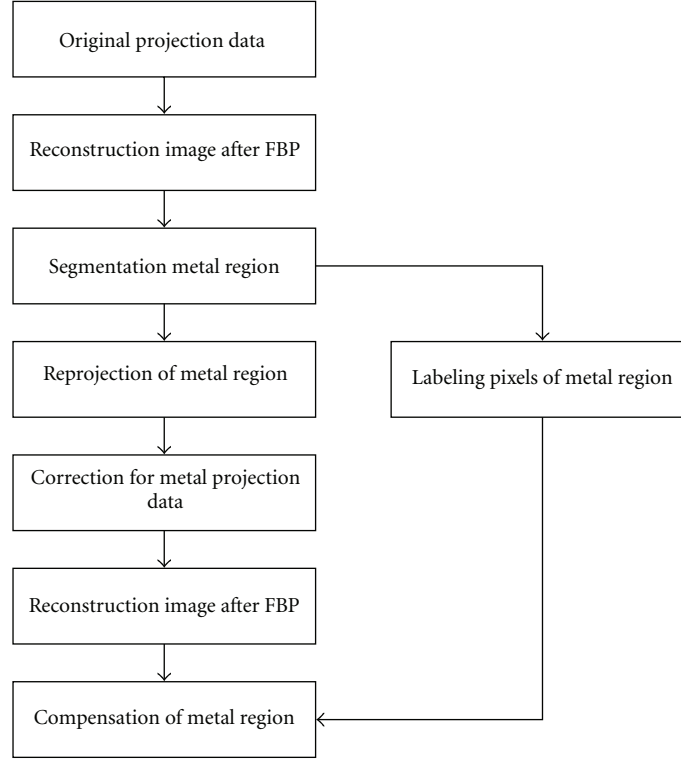 Original projection data
Reconstruction image after FBP
Segmentation metal region
Reprojection of metal region
Labeling pixels of metal region
Correction for metal projection
data
Reconstruction image after FBP
Compensation of metal region